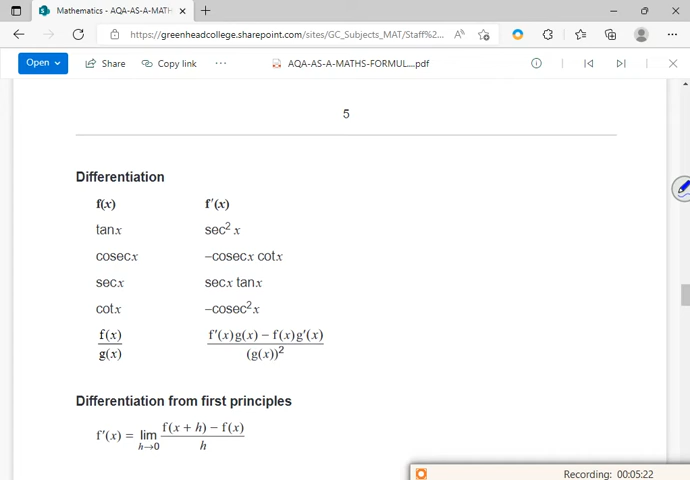 Mathematics - AQA-AS-A-MATH
https://greenheadcollege.sharepoint.com/sites/GC_Subjects_MAT/Staff%2...
Open Share Copy link ... AQA-AS-A-MATHS-FORMUL....pdf
5
Differentiation
f(x) f′(x)
tan x sec² x
cosec x −cosec x cot x
sec x sec x tan x
cot x −cosec² x
f(x)/g(x) (f′(x)g(x) − f(x)g′(x))/(g(x))²
Differentiation from first principles
f′(x) = lim h→0 (f(x + h) − f(x))/h
Recording: 00:05:22